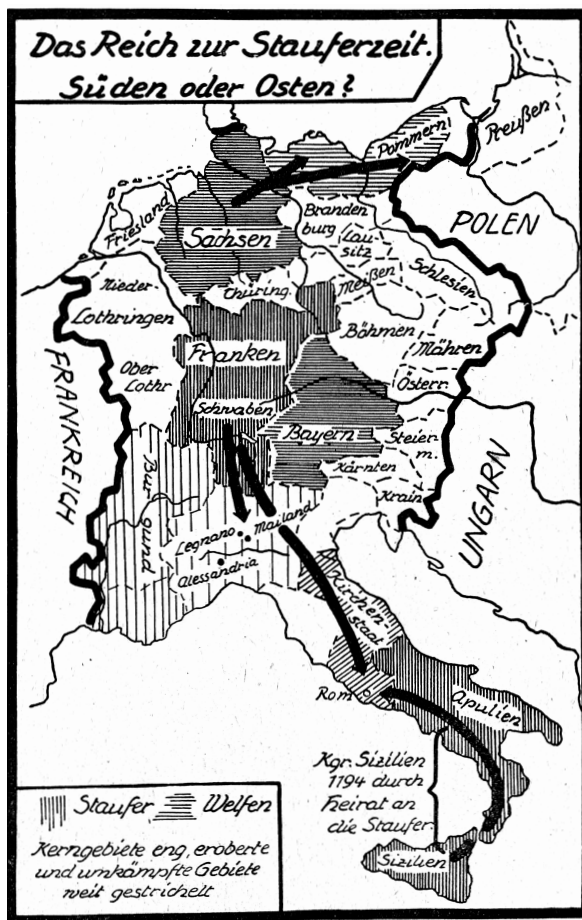 Das Reich zur Stauferzeit.
Süden oder Osten?
Pommern
Preußen
Friesland
Sachsen
Branden
burg
Lau-
sitz
POLEN
Nieder-
Lothringen
Thüring.
Meißen
Schlesien
FRANKREICH
Franken
Böhmen
Mähren
Ober
Lothr
Österr.
Schwaben
Bayern
Steier-
m.
Kärnten
Krain
UNGARN
Bur-
gund
Legnano
Mailand
Alessandria
Kirchen
staat
Rom
Apulien
Kgr. Sizilien
1194 durch
Heirat an
die Staufer.
Sizilien
Staufer
Welfen
Kerngebiete eng, eroberte
und umkämpfte Gebiete
weit gestrichelt